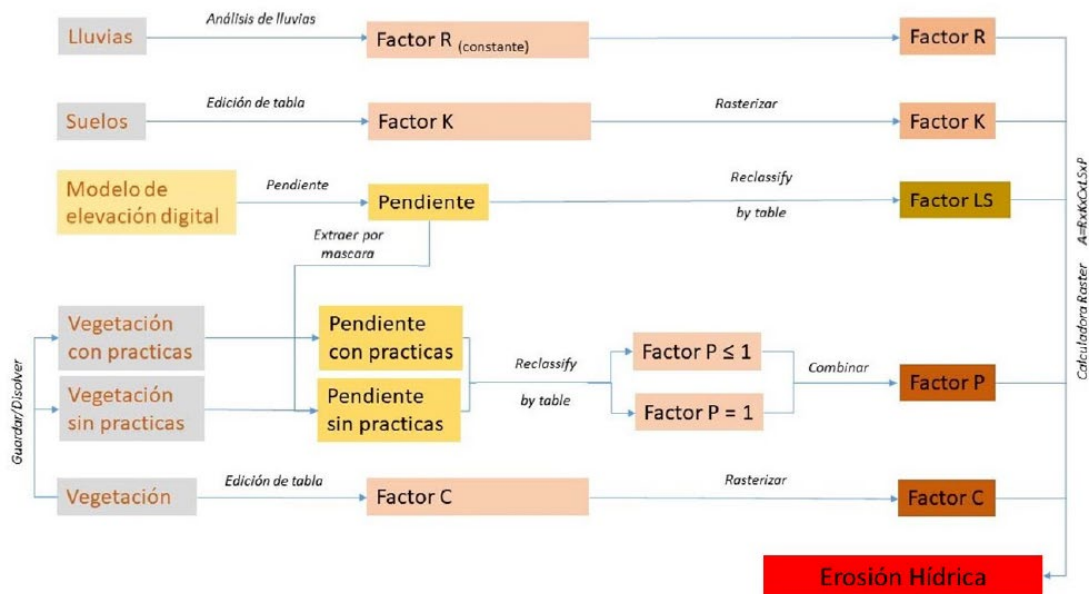 Análisis de lluvias
Lluvias
Factor R (constante)
Factor R
Edición de tabla
Rasterizar
Suelos
Factor K
Factor K
Modelo de
elevación digital
Pendiente
Pendiente
Reclassify
by table
Factor LS
Extraer por
mascara
Vegetación
con practicas
Pendiente
con practicas
Vegetación
sin practicas
Pendiente
sin practicas
Reclassify
by table
Factor P ≤ 1
Factor P = 1
Combinar
Factor P
Guardar/Disolver
Vegetación
Edición de tabla
Factor C
Rasterizar
Factor C
Calculadora Raster A=RxKxCxLSxP
Erosión Hídrica